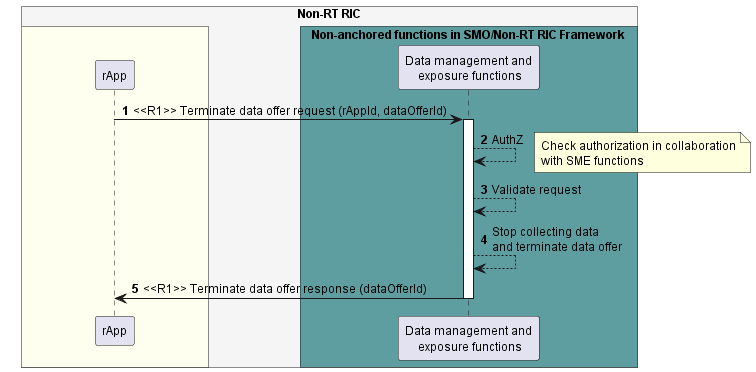 Non-RT RIC
Non-anchored functions in SMO/Non-RT RIC Framework
rApp
Data management and
exposure functions
1 <<R1>> Terminate data offer request (rAppId, dataOfferId)
2 AuthZ
Check authorization in collaboration
with SME functions
3 Validate request
4 Stop collecting data
and terminate data offer
5 <<R1>> Terminate data offer response (dataOfferId)
rApp
Data management and
exposure functions